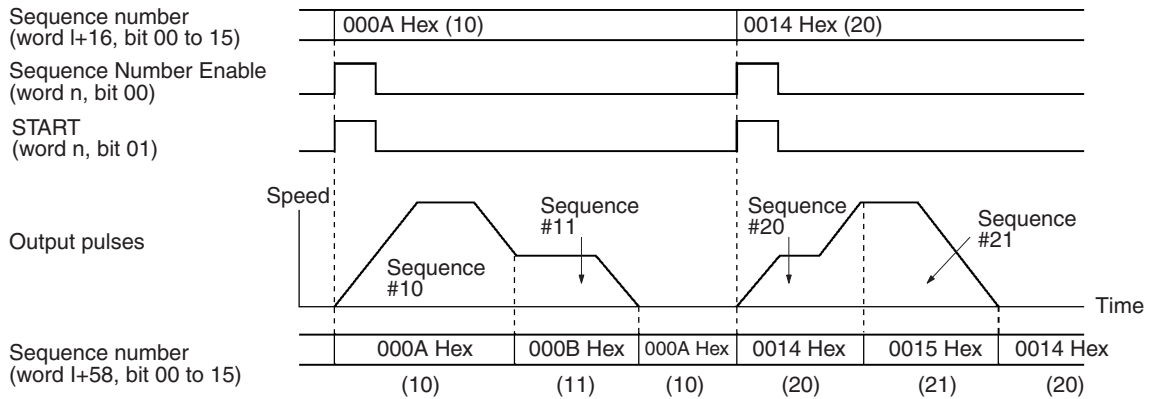 Sequence number
(word l+16, bit 00 to 15)
000A Hex (10)
0014 Hex (20)
Sequence Number Enable
(word n, bit 00)
START
(word n, bit 01)
Speed
Output pulses
Sequence
#10
Sequence
#11
Sequence
#20
Sequence
#21
Time
Sequence number
(word l+58, bit 00 to 15)
000A Hex
000B Hex
000A Hex
0014 Hex
0015 Hex
0014 Hex
(10)
(11)
(10)
(20)
(21)
(20)